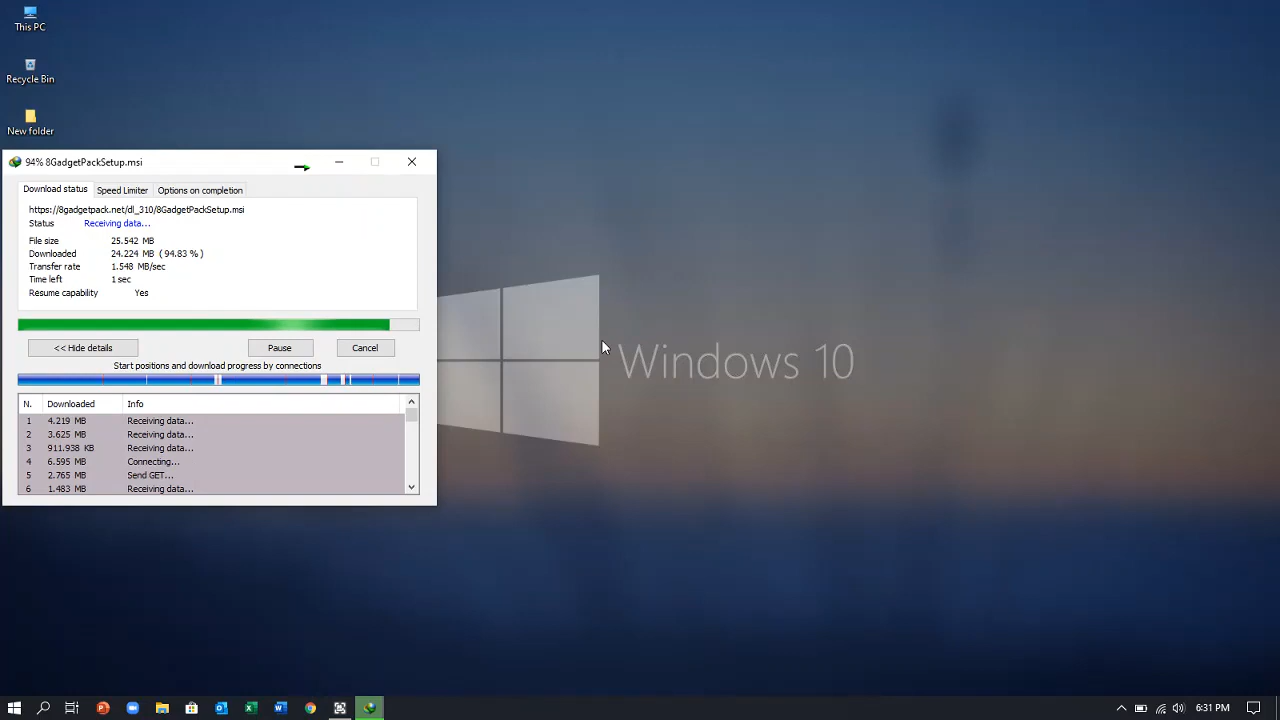 This PC
Recycle Bin
New folder
94% 8GadgetPackSetup.msi
Download status Speed Limiter Options on completion
https://8gadgetpack.net/dl_310/8GadgetPackSetup.msi
Status Receiving data...
File size 25.542 MB
Downloaded 24.224 MB ( 94.83 % )
Transfer rate 1.548 MB/sec
Time left 1 sec
Resume capability Yes
<< Hide details Pause Cancel
Start positions and download progress by connections
N. Downloaded Info
1 4.219 MB Receiving data...
2 3.625 MB Receiving data...
3 911.938 KB Receiving data...
4 6.595 MB Connecting...
5 2.765 MB Send GET...
6 1.483 MB Receiving data...
Windows 10
6:31 PM